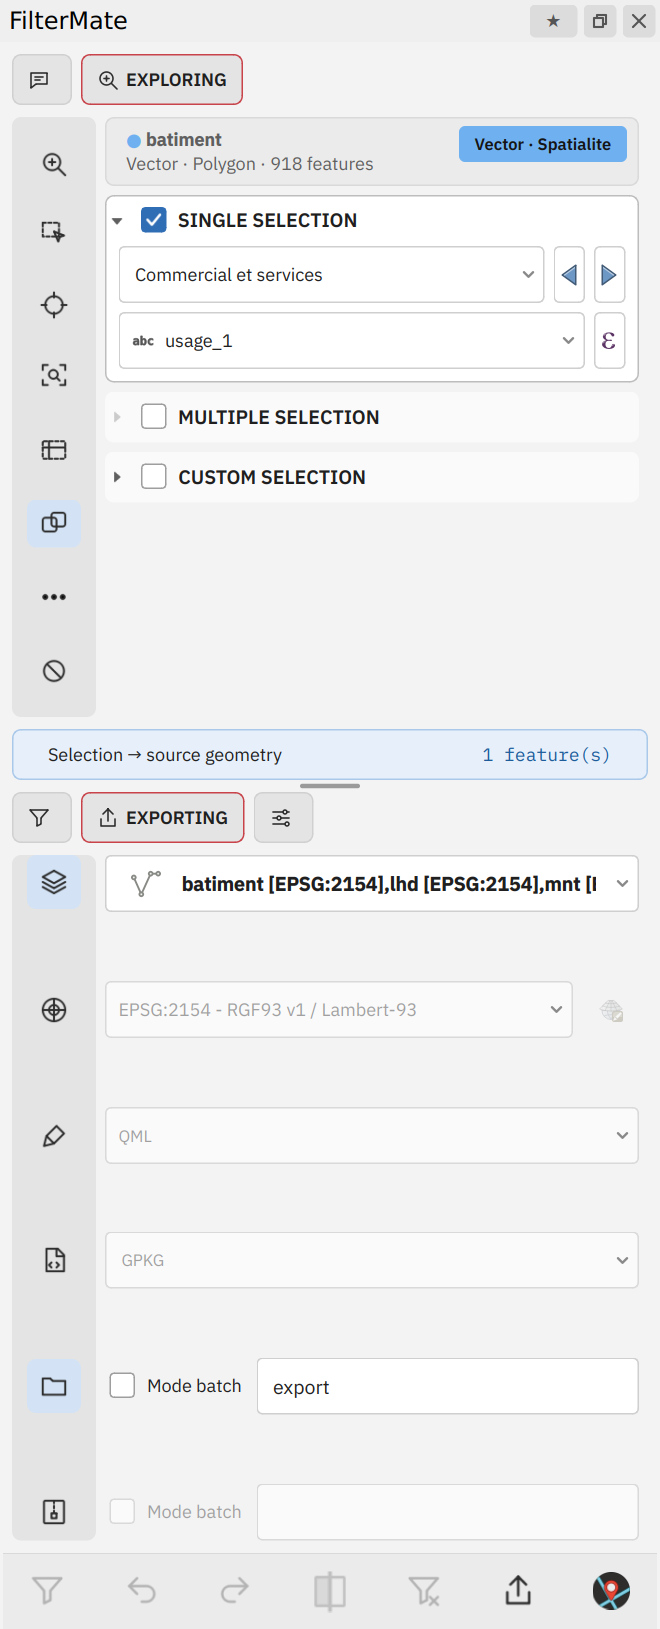 FilterMate
EXPLORING
batiment
Vector · Polygon · 918 features
Vector · Spatialite
SINGLE SELECTION
Commercial et services
abc usage_1
ε
MULTIPLE SELECTION
CUSTOM SELECTION
Selection → source geometry
1 feature(s)
EXPORTING
batiment [EPSG:2154],lhd [EPSG:2154],mnt [
EPSG:2154 - RGF93 v1 / Lambert-93
QML
GPKG
Mode batch
export
Mode batch